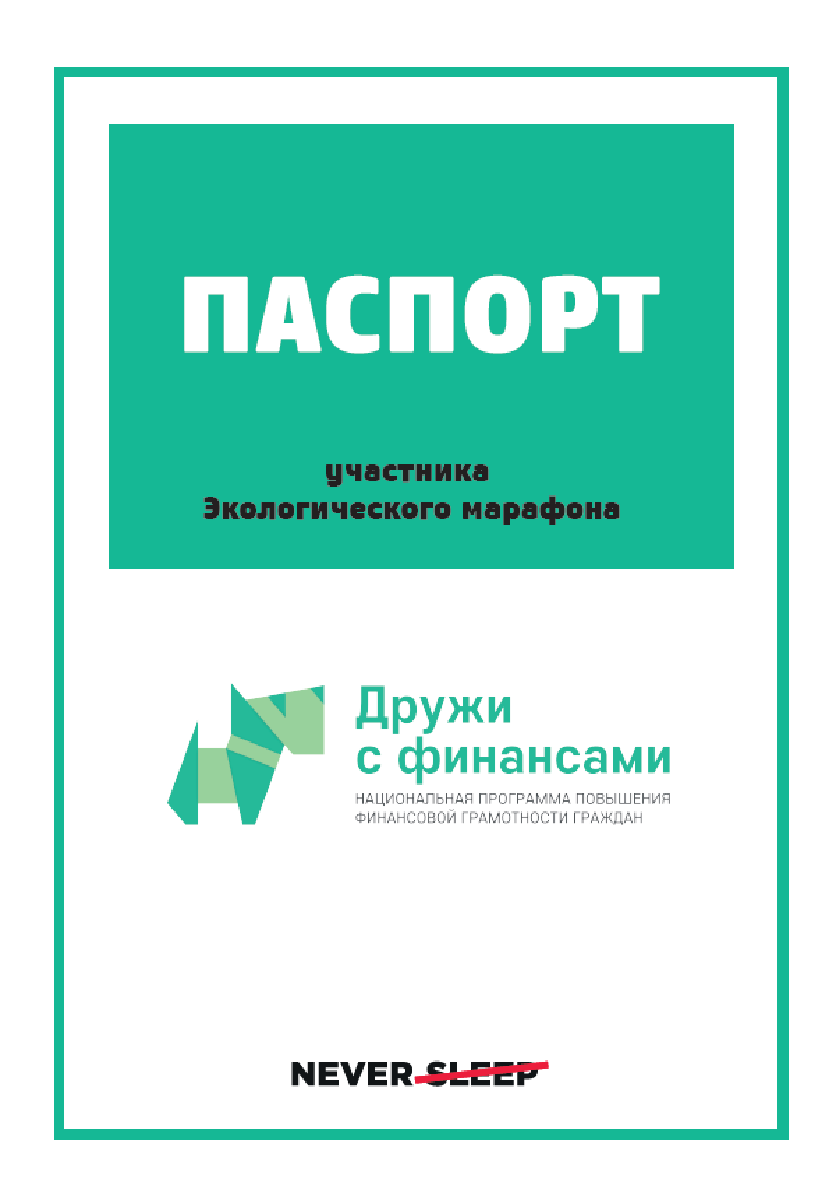 ПАСПОРТ
участника
Экологического марафона
Дружи
с финансами
НАЦИОНАЛЬНАЯ ПРОГРАММА ПОВЫШЕНИЯ
ФИНАНСОВОЙ ГРАМОТНОСТИ ГРАЖДАН
NEVER SLEEP